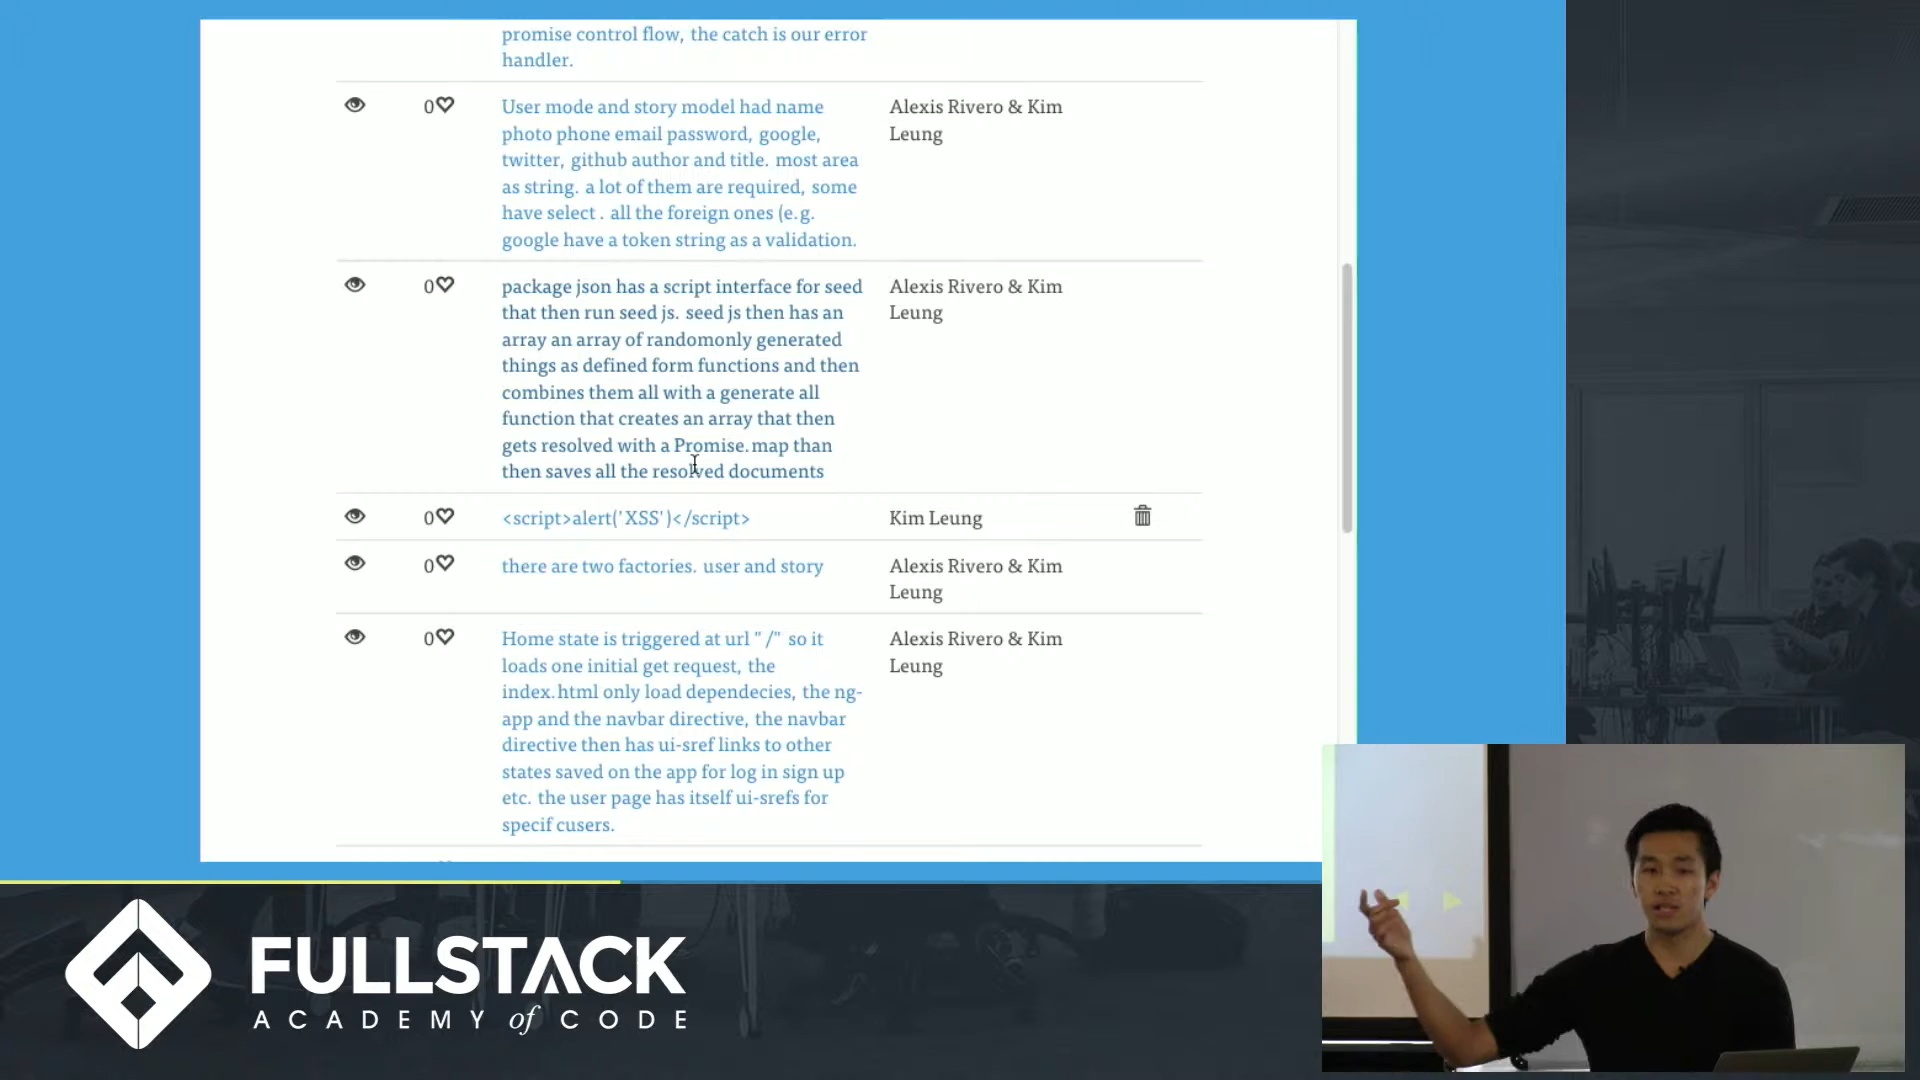 promise control flow, the catch is our error
handler.
0
User mode and story model had name
photo phone email password, google,
twitter, github author and title. most area
as string. a lot of them are required, some
have select . all the foreign ones (e.g.
google have a token string as a validation.
Alexis Rivero & Kim
Leung
0
package json has a script interface for seed
that then run seed js. seed js then has an
array an array of randomonly generated
things as defined form functions and then
combines them all with a generate all
function that creates an array that then
gets resolved with a Promise.map than
then saves all the resolved documents
Alexis Rivero & Kim
Leung
0
<script>alert('XSS')</script>
Kim Leung
0
there are two factories. user and story
Alexis Rivero & Kim
Leung
0
Home state is triggered at url "/" so it
loads one initial get request, the
index.html only load dependecies, the ng-
app and the navbar directive, the navbar
directive then has ui-sref links to other
states saved on the app for log in sign up
etc. the user page has itself ui-srefs for
specif cusers.
Alexis Rivero & Kim
Leung
FULLSTACK
ACADEMY of CODE